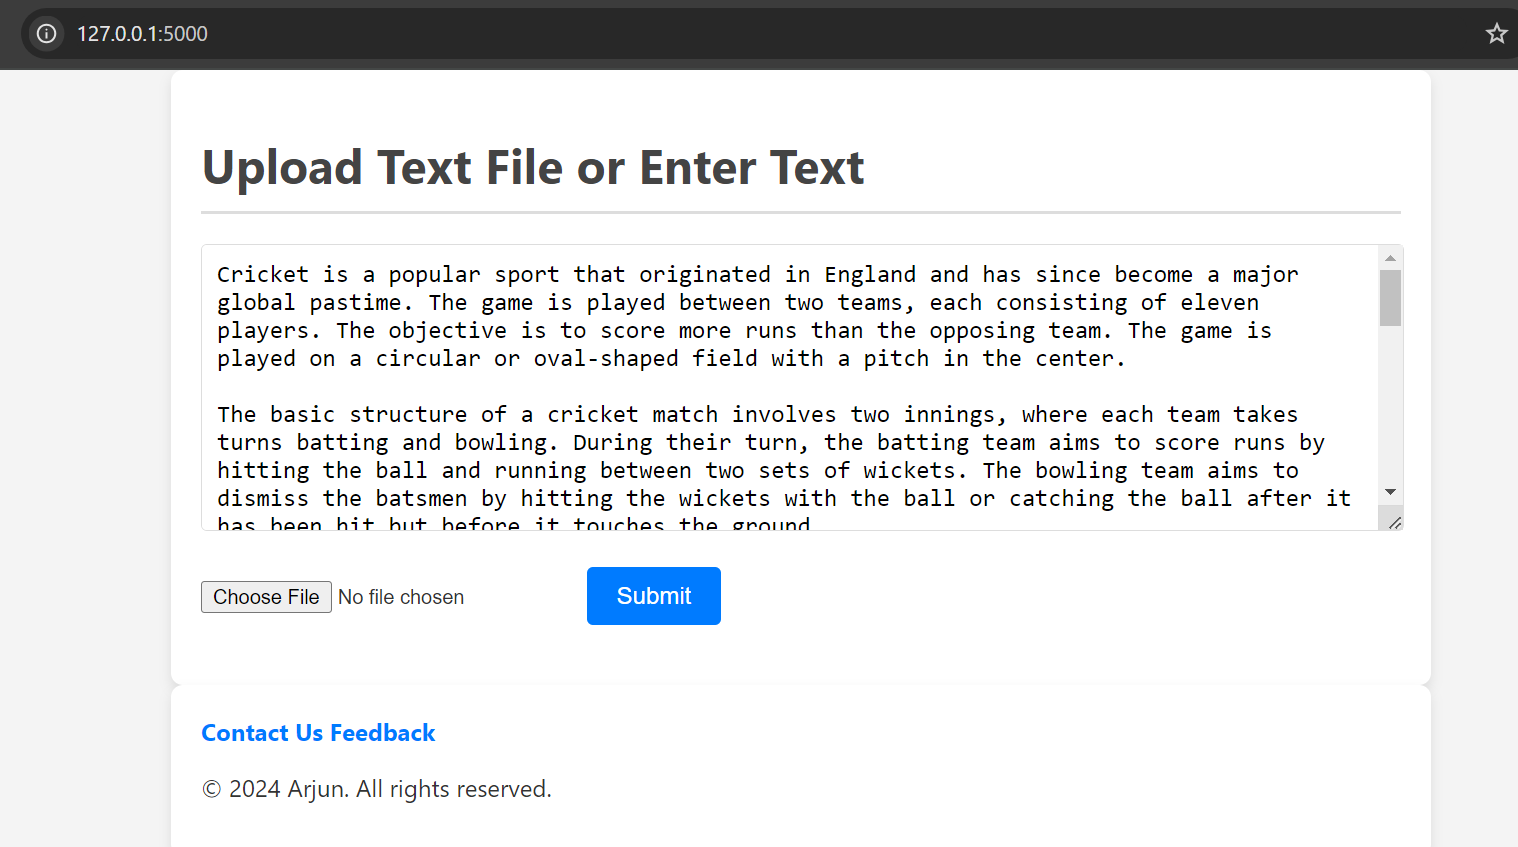 127.0.0.1:5000
Upload Text File or Enter Text
Cricket is a popular sport that originated in England and has since become a major
global pastime. The game is played between two teams, each consisting of eleven
players. The objective is to score more runs than the opposing team. The game is
played on a circular or oval-shaped field with a pitch in the center.
The basic structure of a cricket match involves two innings, where each team takes
turns batting and bowling. During their turn, the batting team aims to score runs by
hitting the ball and running between two sets of wickets. The bowling team aims to
dismiss the batsmen by hitting the wickets with the ball or catching the ball after it
has been hit but before it touches the ground
Choose File No file chosen Submit
Contact Us Feedback
© 2024 Arjun. All rights reserved.